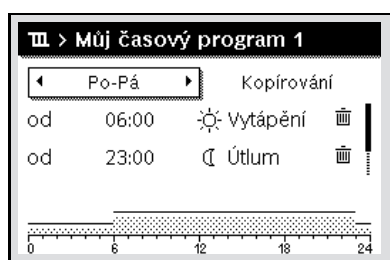 > Můj časový program 1
Po-Pá Kopírování
od 06:00 Vytápění
od 23:00 Útlum
0 6 12 18 24